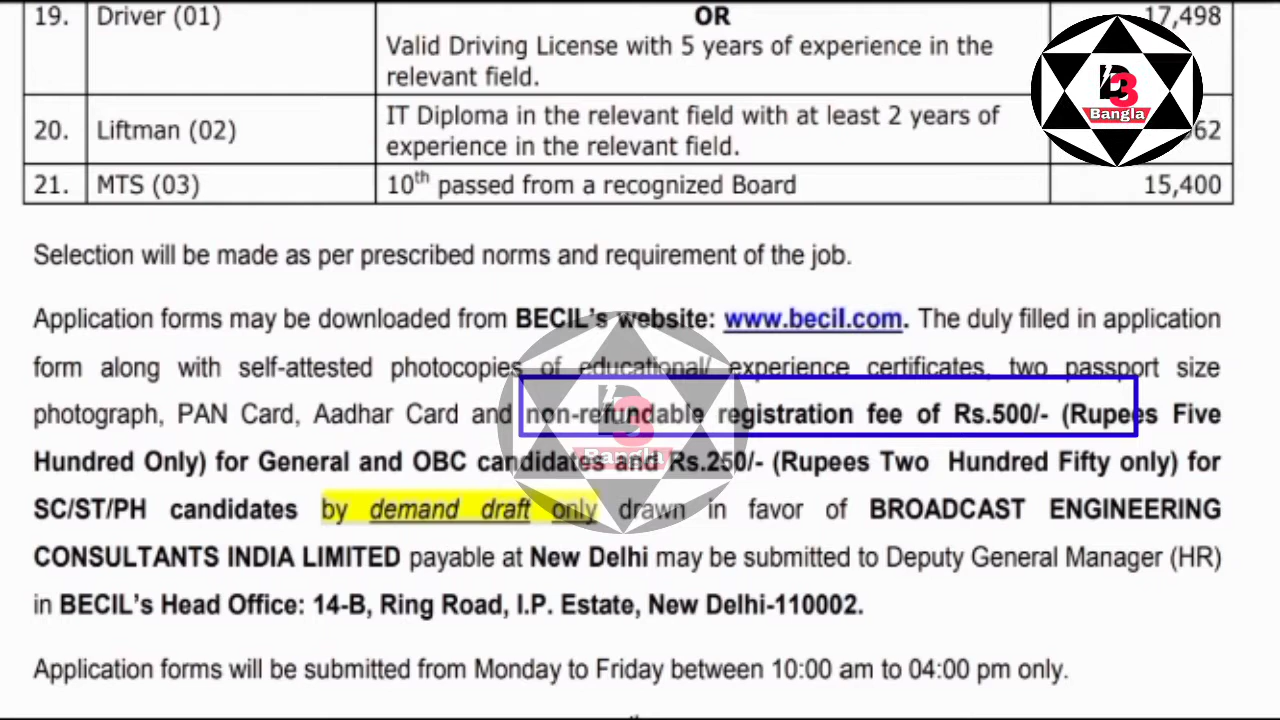 19. Driver (01) OR 17,498
Valid Driving License with 5 years of experience in the
relevant field.
20. Liftman (02) IT Diploma in the relevant field with at least 2 years of
experience in the relevant field.
21. MTS (03) 10th passed from a recognized Board 15,400
B3
Bangla
Selection will be made as per prescribed norms and requirement of the job.
Application forms may be downloaded from BECIL's website: www.becil.com. The duly filled in application
form along with self-attested photocopies of educational/ experience certificates, two passport size
photograph, PAN Card, Aadhar Card and non-refundable registration fee of Rs.500/- (Rupees Five
Hundred Only) for General and OBC candidates and Rs.250/- (Rupees Two Hundred Fifty only) for
SC/ST/PH candidates by demand draft only drawn in favor of BROADCAST ENGINEERING
CONSULTANTS INDIA LIMITED payable at New Delhi may be submitted to Deputy General Manager (HR)
in BECIL's Head Office: 14-B, Ring Road, I.P. Estate, New Delhi-110002.
B3
Bangla
Application forms will be submitted from Monday to Friday between 10:00 am to 04:00 pm only.